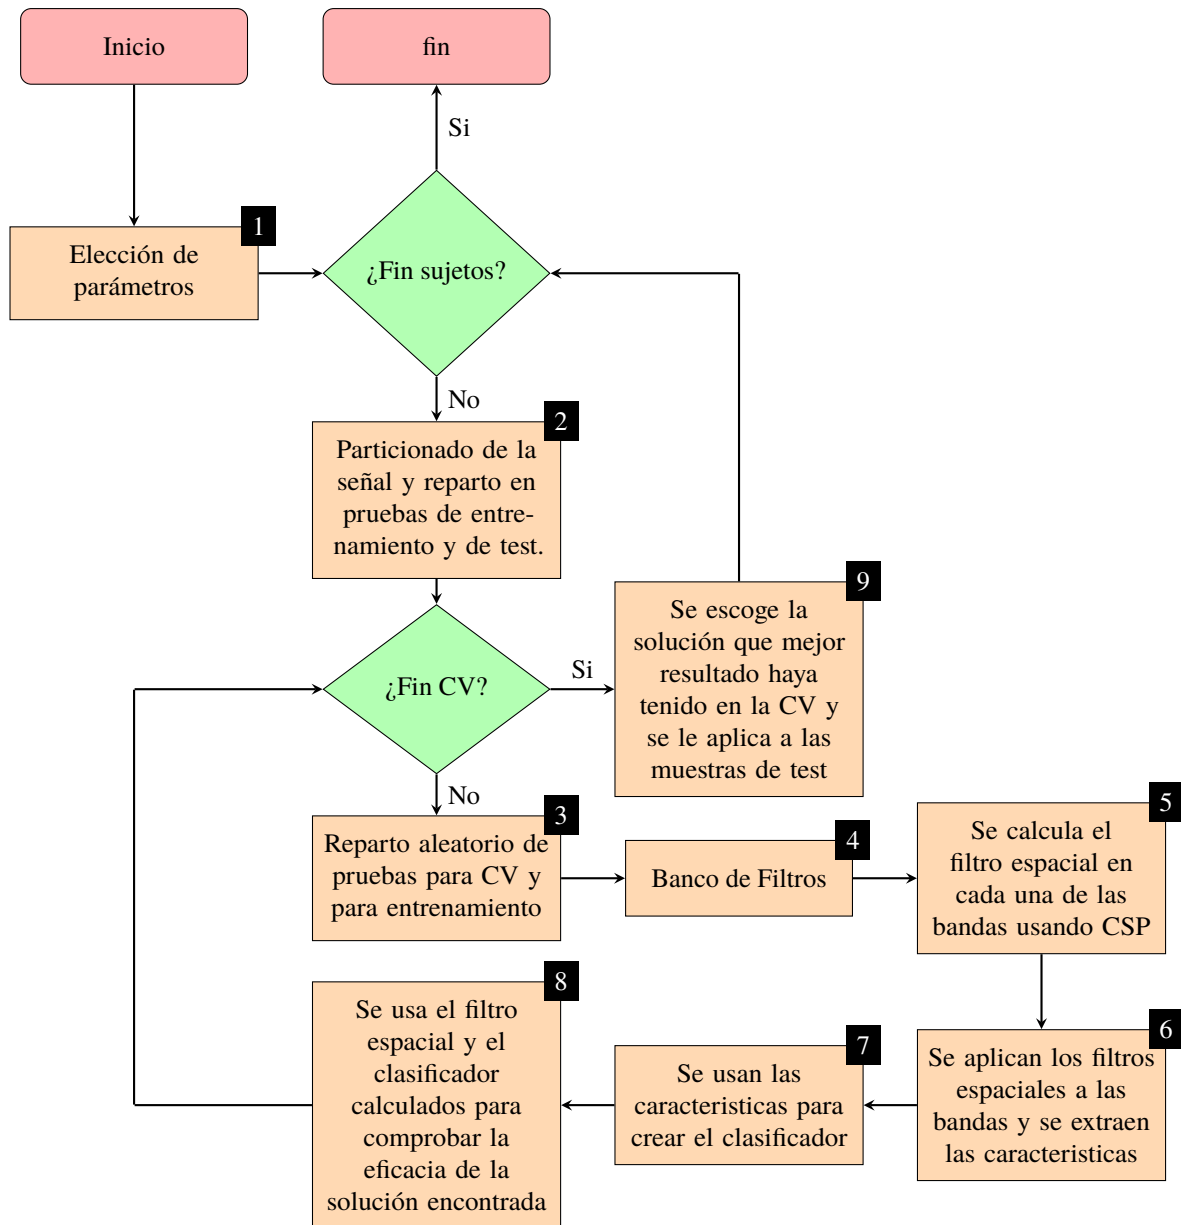 Inicio
fin
Si
1
Elección de
parámetros
¿Fin sujetos?
No
2
Particionado de la
señal y reparto en
pruebas de entre-
namiento y de test.
9
Se escoge la
solución que mejor
resultado haya
tenido en la CV y
se le aplica a las
muestras de test
¿Fin CV?
Si
No
3
Reparto aleatorio de
pruebas para CV y
para entrenamiento
4
Banco de Filtros
5
Se calcula el
filtro espacial en
cada una de las
bandas usando CSP
6
Se aplican los filtros
espaciales a las
bandas y se extraen
las caracteristicas
7
Se usan las
caracteristicas para
crear el clasificador
8
Se usa el filtro
espacial y el
clasificador
calculados para
comprobar la
eficacia de la
solución encontrada